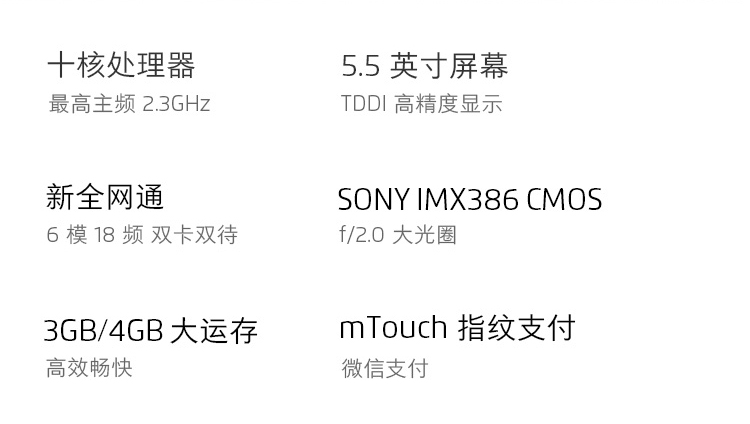 十核处理器
最高主频 2.3GHz
5.5 英寸屏幕
TDDI 高精度显示
新全网通
6 模 18 频 双卡双待
SONY IMX386 CMOS
f/2.0 大光圈
3GB/4GB 大运存
高效畅快
mTouch 指纹支付
微信支付